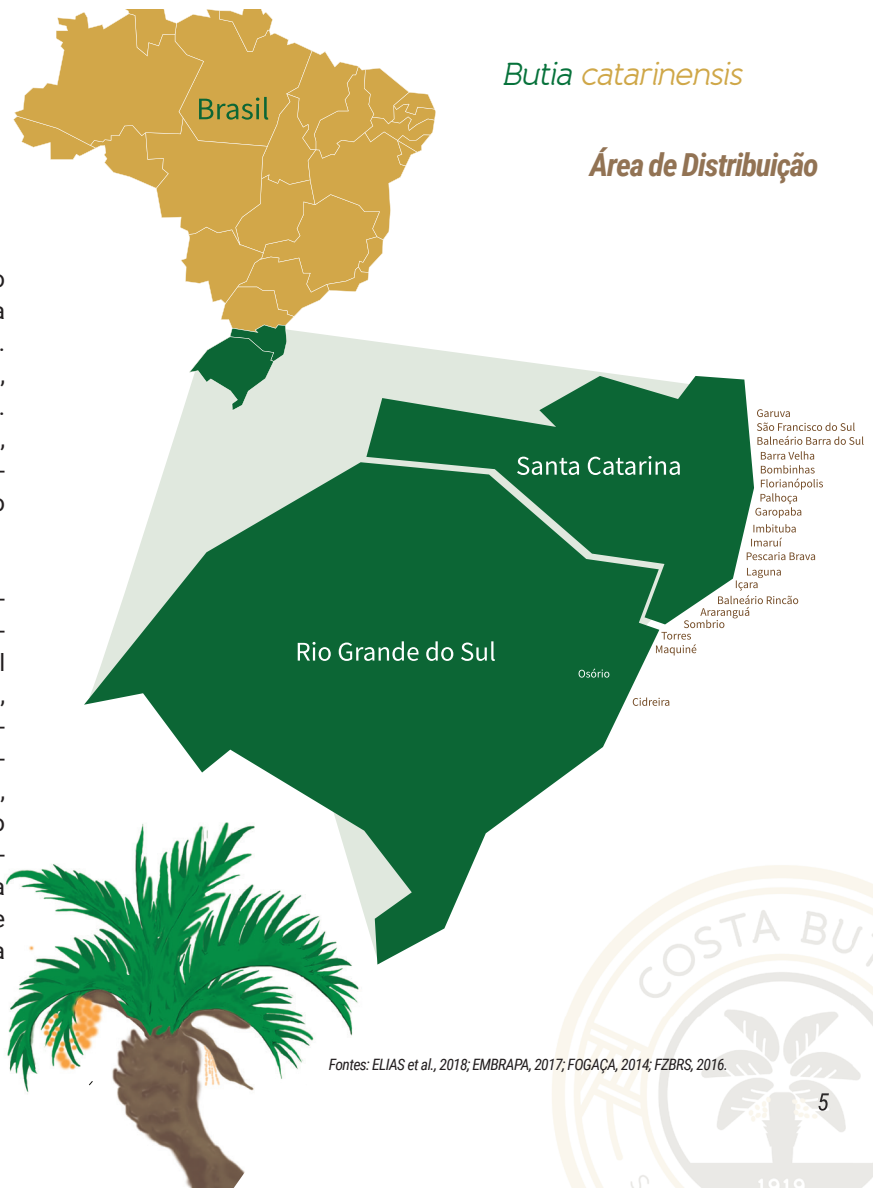 Butia catarinensis
Brasil
Área de Distribuição
o
a
.
,
.
,
-
o
-
-
l
,
-
-
,
o
-
a
e
a
Garuva
São Francisco do Sul
Balneário Barra do Sul
Barra Velha
Bombinhas
Florianópolis
Palhoça
Garopaba
Imbituba
Imaruí
Pescaria Brava
Laguna
Içara
Balneário Rincão
Araranguá
Sombrio
Torres
Maquiné
Osório
Cidreira
Santa Catarina
Rio Grande do Sul
COSTA BU
1919
Fontes: ELIAS et al., 2018; EMBRAPA, 2017; FOGAÇA, 2014; FZBRS, 2016.
5